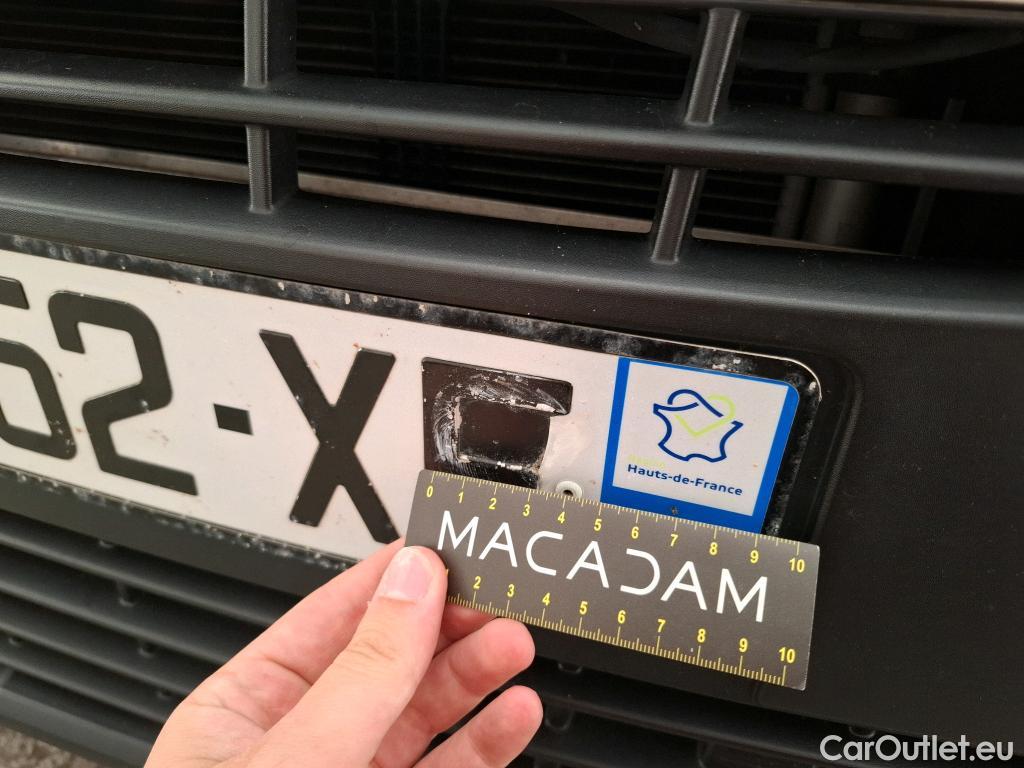 52-X
Région
Hauts-de-France
0 1 2 3 4 5 6 7 8 9 10
MACADAM
2 3 4 5 6 7 8 9 10
CarOutlet.eu